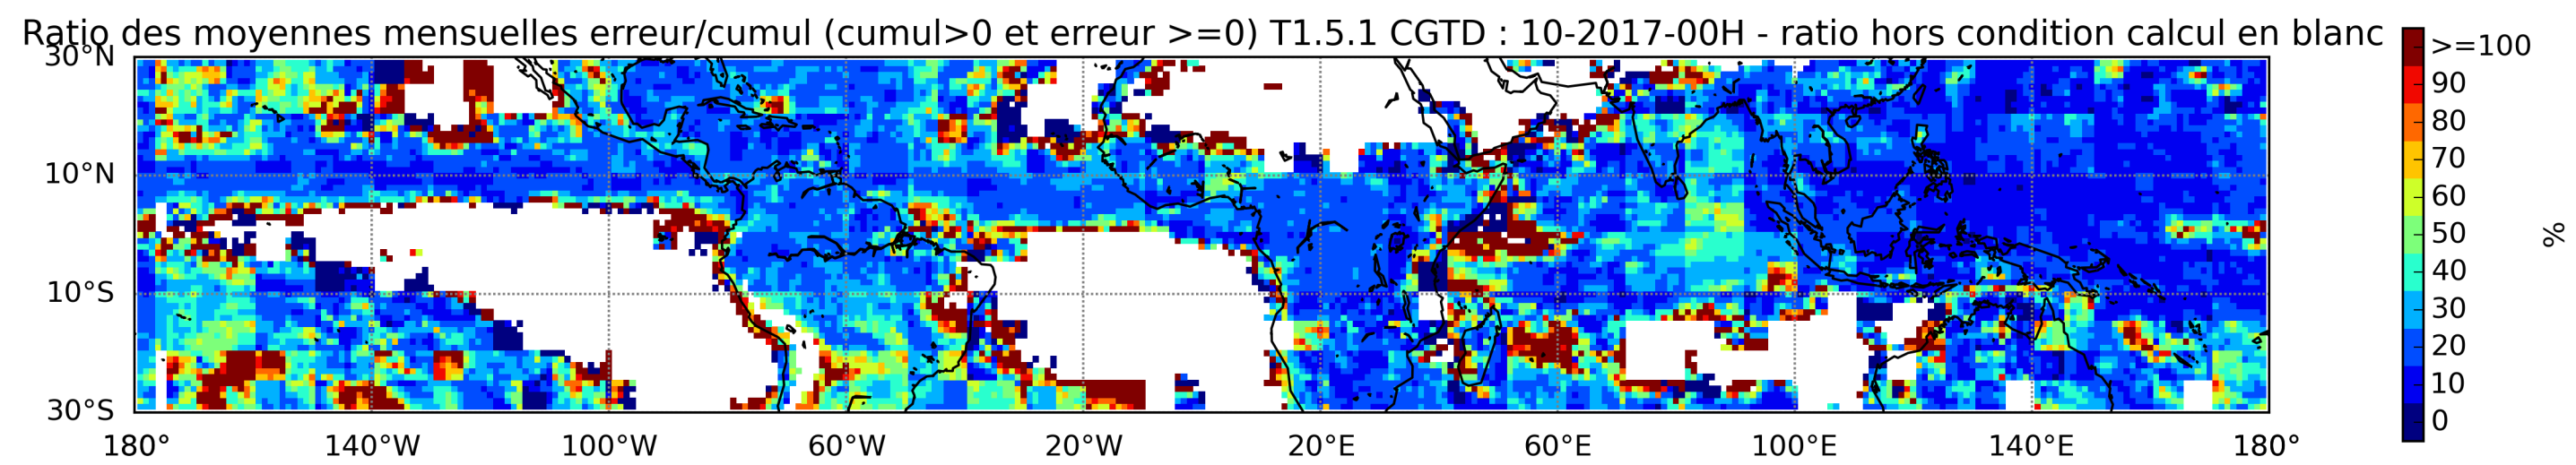 Ratio des moyennes mensuelles erreur/cumul (cumul>0 et erreur >=0) T1.5.1 CGTD : 10-2017-00H - ratio hors condition calcul en blanc
30°N
10°N
10°S
30°S
180° 140°W 100°W 60°W 20°W 20°E 60°E 100°E 140°E 180°
>=100
90
80
70
60
50
40
30
20
10
0
%